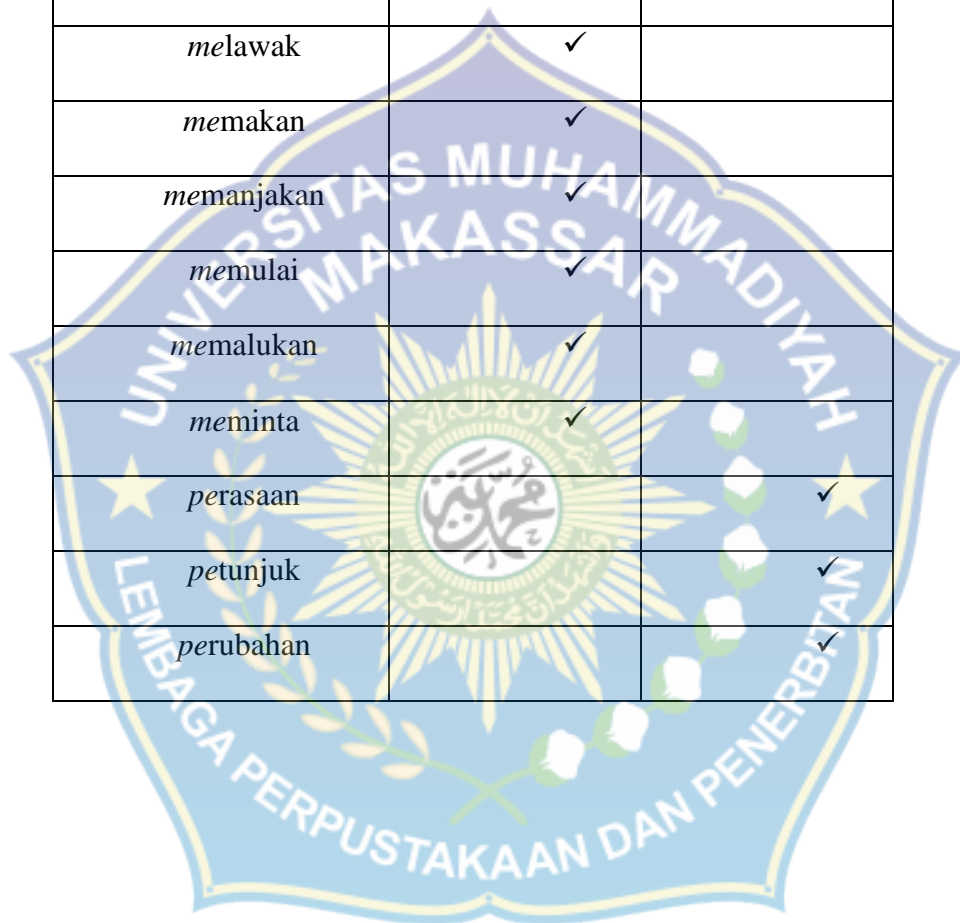 melawak ✓
memakan ✓
memanjakan ✓
memulai ✓
memalukan ✓
meminta ✓
perasaan ✓
petunjuk ✓
perubahan ✓
UNIVERSITAS MUHAMMADIYAH
MAKASSAR
LEMBAGA PERPUSTAKAAN DAN PENERBITAN